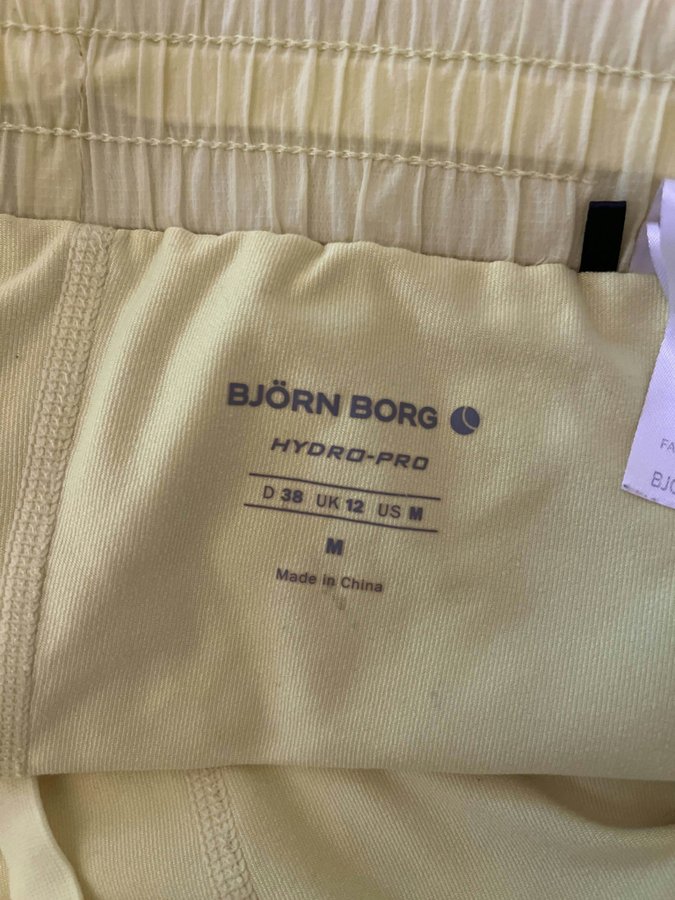 BJÖRN BORG
HYDRO-PRO
D 38 UK 12 US M
M
Made in China